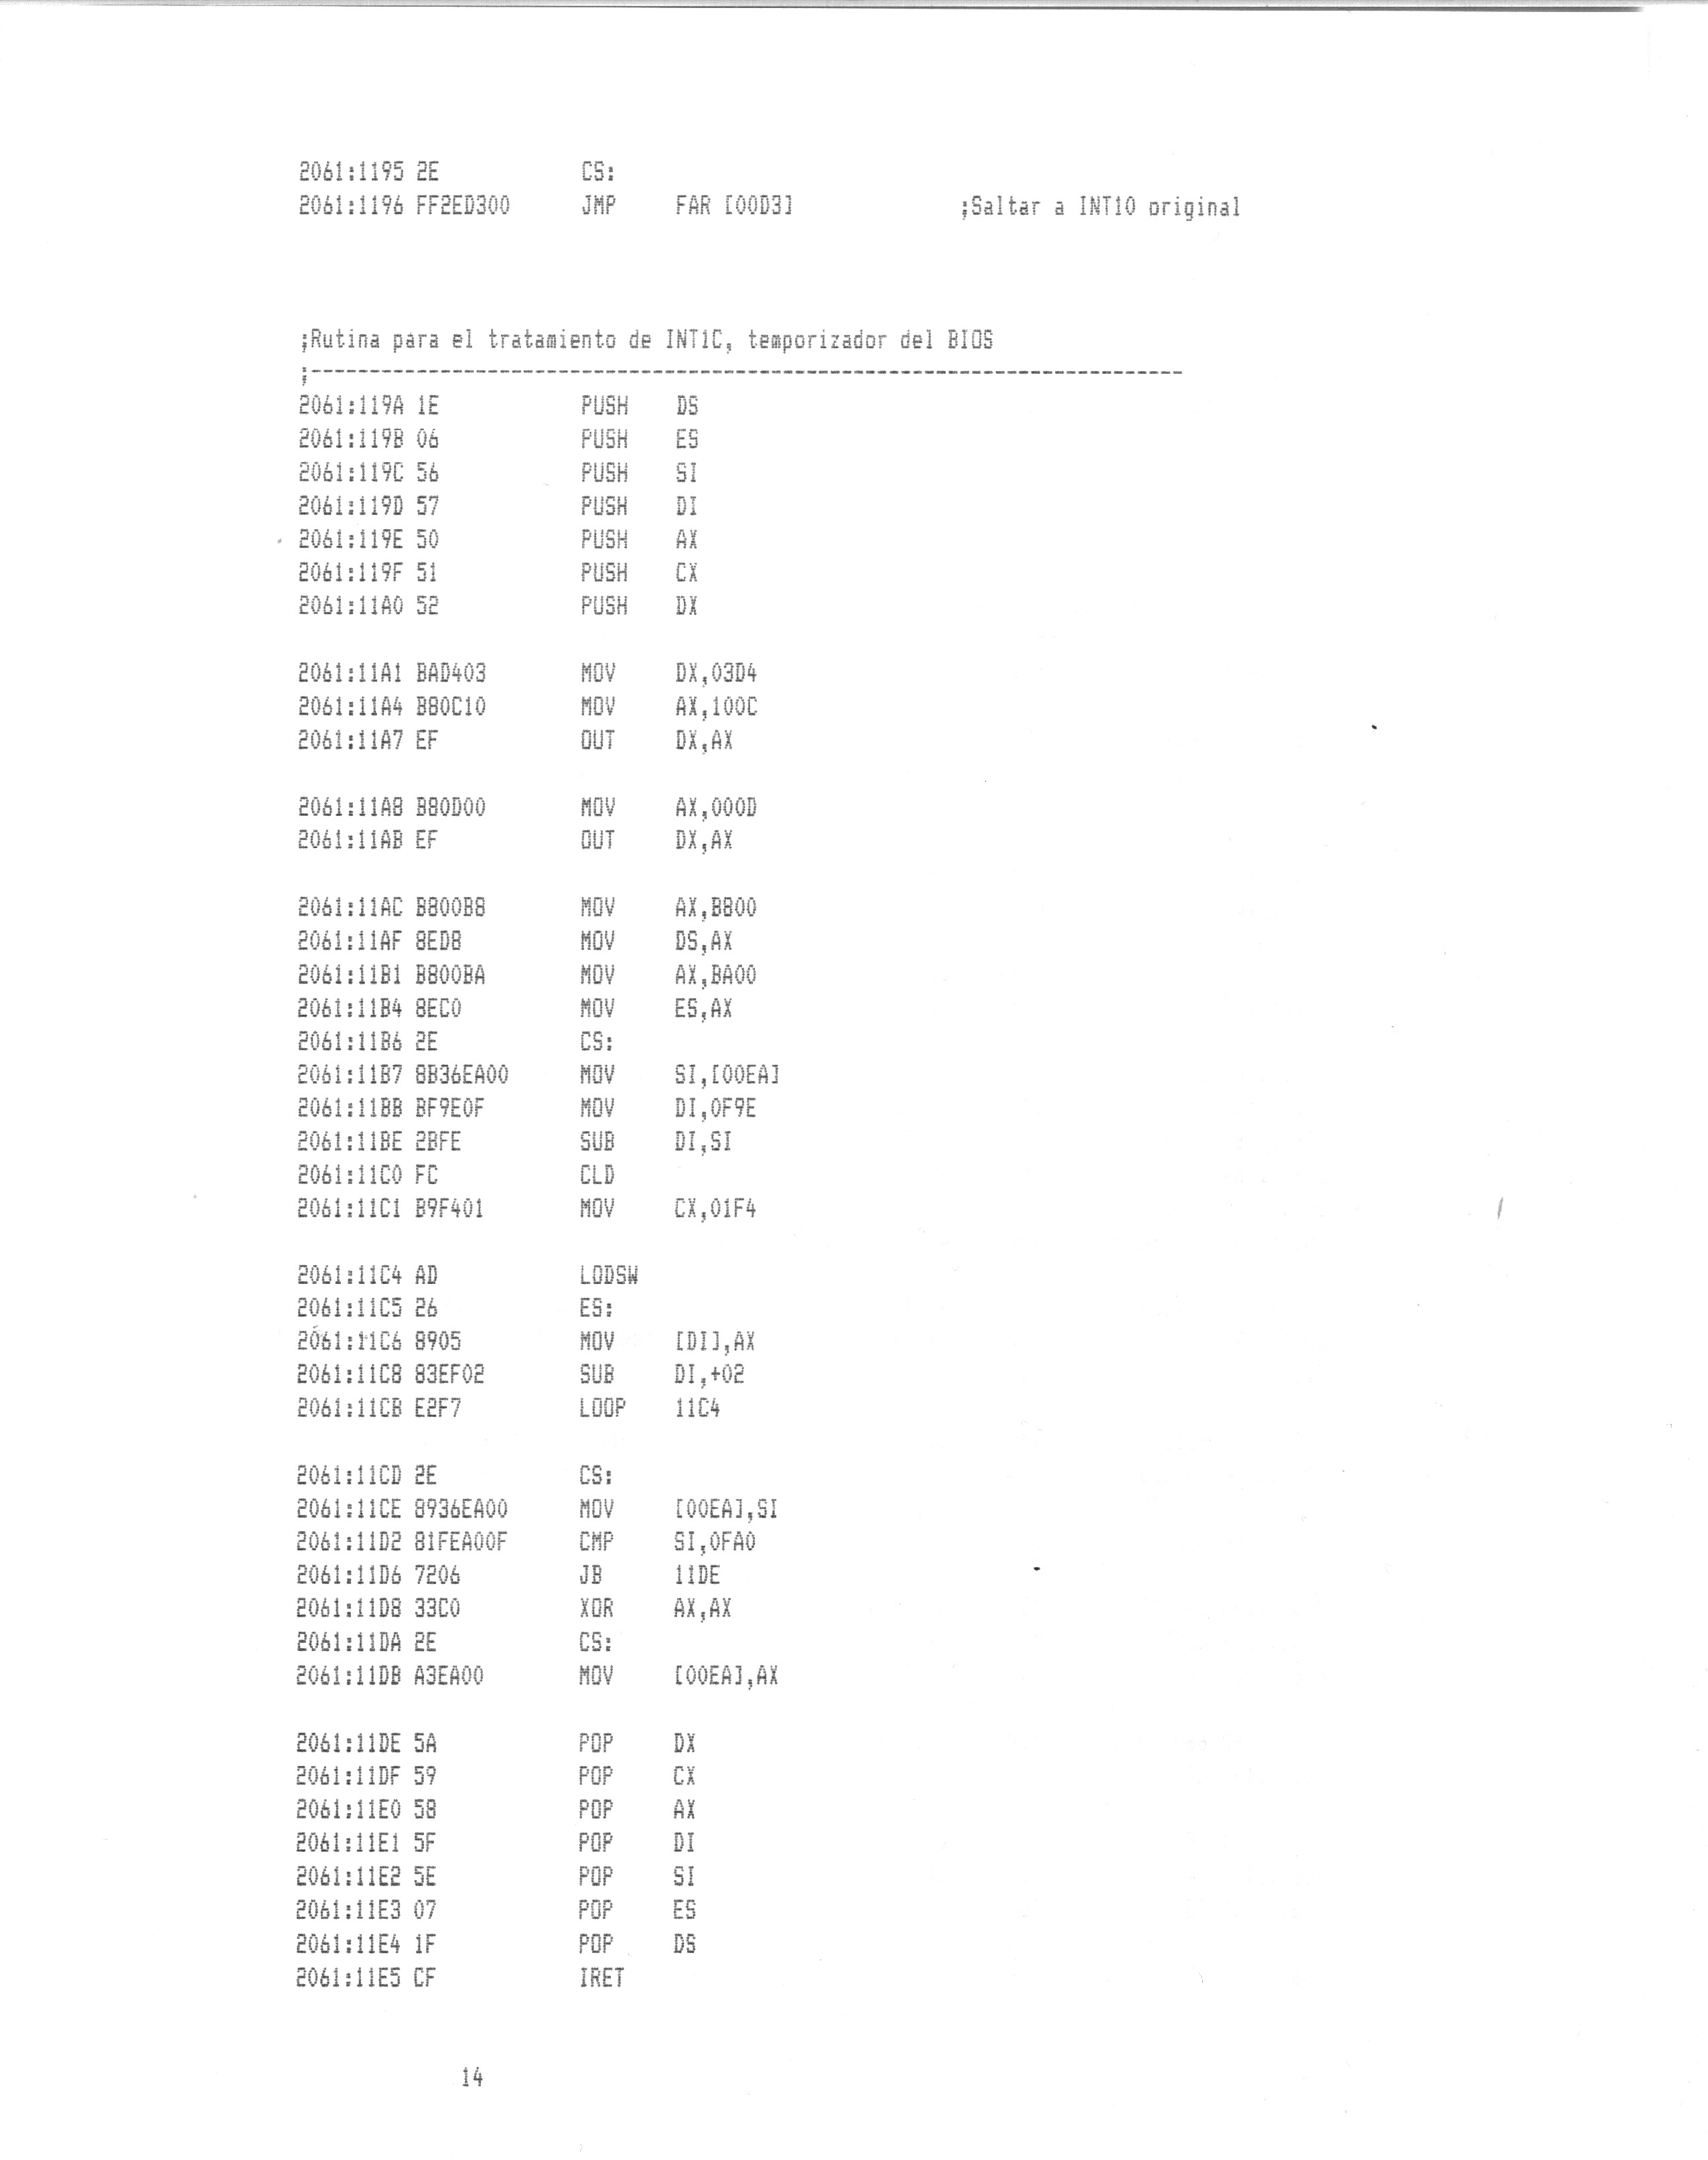 2061:1195 2E            CS:
2061:1196 FF2ED300      JMP     FAR [00D3]              ;Saltar a INT10 original
;Rutina para el tratamiento de INT1C, temporizador del BIOS
;--------------------------------------------------------------------------
2061:119A 1E            PUSH    DS
2061:119B 06            PUSH    ES
2061:119C 56            PUSH    SI
2061:119D 57            PUSH    DI
2061:119E 50            PUSH    AX
2061:119F 51            PUSH    CX
2061:11A0 52            PUSH    DX
2061:11A1 BAD403        MOV     DX,03D4
2061:11A4 B80C10        MOV     AX,100C
2061:11A7 EF            OUT     DX,AX
2061:11A8 B80D00        MOV     AX,000D
2061:11AB EF            OUT     DX,AX
2061:11AC B800B8        MOV     AX,B800
2061:11AF 8ED8          MOV     DS,AX
2061:11B1 B800BA        MOV     AX,BA00
2061:11B4 8EC0          MOV     ES,AX
2061:11B6 2E            CS:
2061:11B7 8B36EA00      MOV     SI,[00EA]
2061:11BB BF9E0F        MOV     DI,0F9E
2061:11BE 2BFE          SUB     DI,SI
2061:11C0 FC            CLD
2061:11C1 B9F401        MOV     CX,01F4
2061:11C4 AD            LODSW
2061:11C5 26            ES:
2061:11C6 8905          MOV     [DI],AX
2061:11C8 83EF02        SUB     DI,+02
2061:11CB E2F7          LOOP    11C4
2061:11CD 2E            CS:
2061:11CE 8936EA00      MOV     [00EA],SI
2061:11D2 81FEA00F      CMP     SI,0FA0
2061:11D6 7206          JB      11DE
2061:11D8 33C0          XOR     AX,AX
2061:11DA 2E            CS:
2061:11DB A3EA00        MOV     [00EA],AX
2061:11DE 5A            POP     DX
2061:11DF 59            POP     CX
2061:11E0 58            POP     AX
2061:11E1 5F            POP     DI
2061:11E2 5E            POP     SI
2061:11E3 07            POP     ES
2061:11E4 1F            POP     DS
2061:11E5 CF            IRET
14